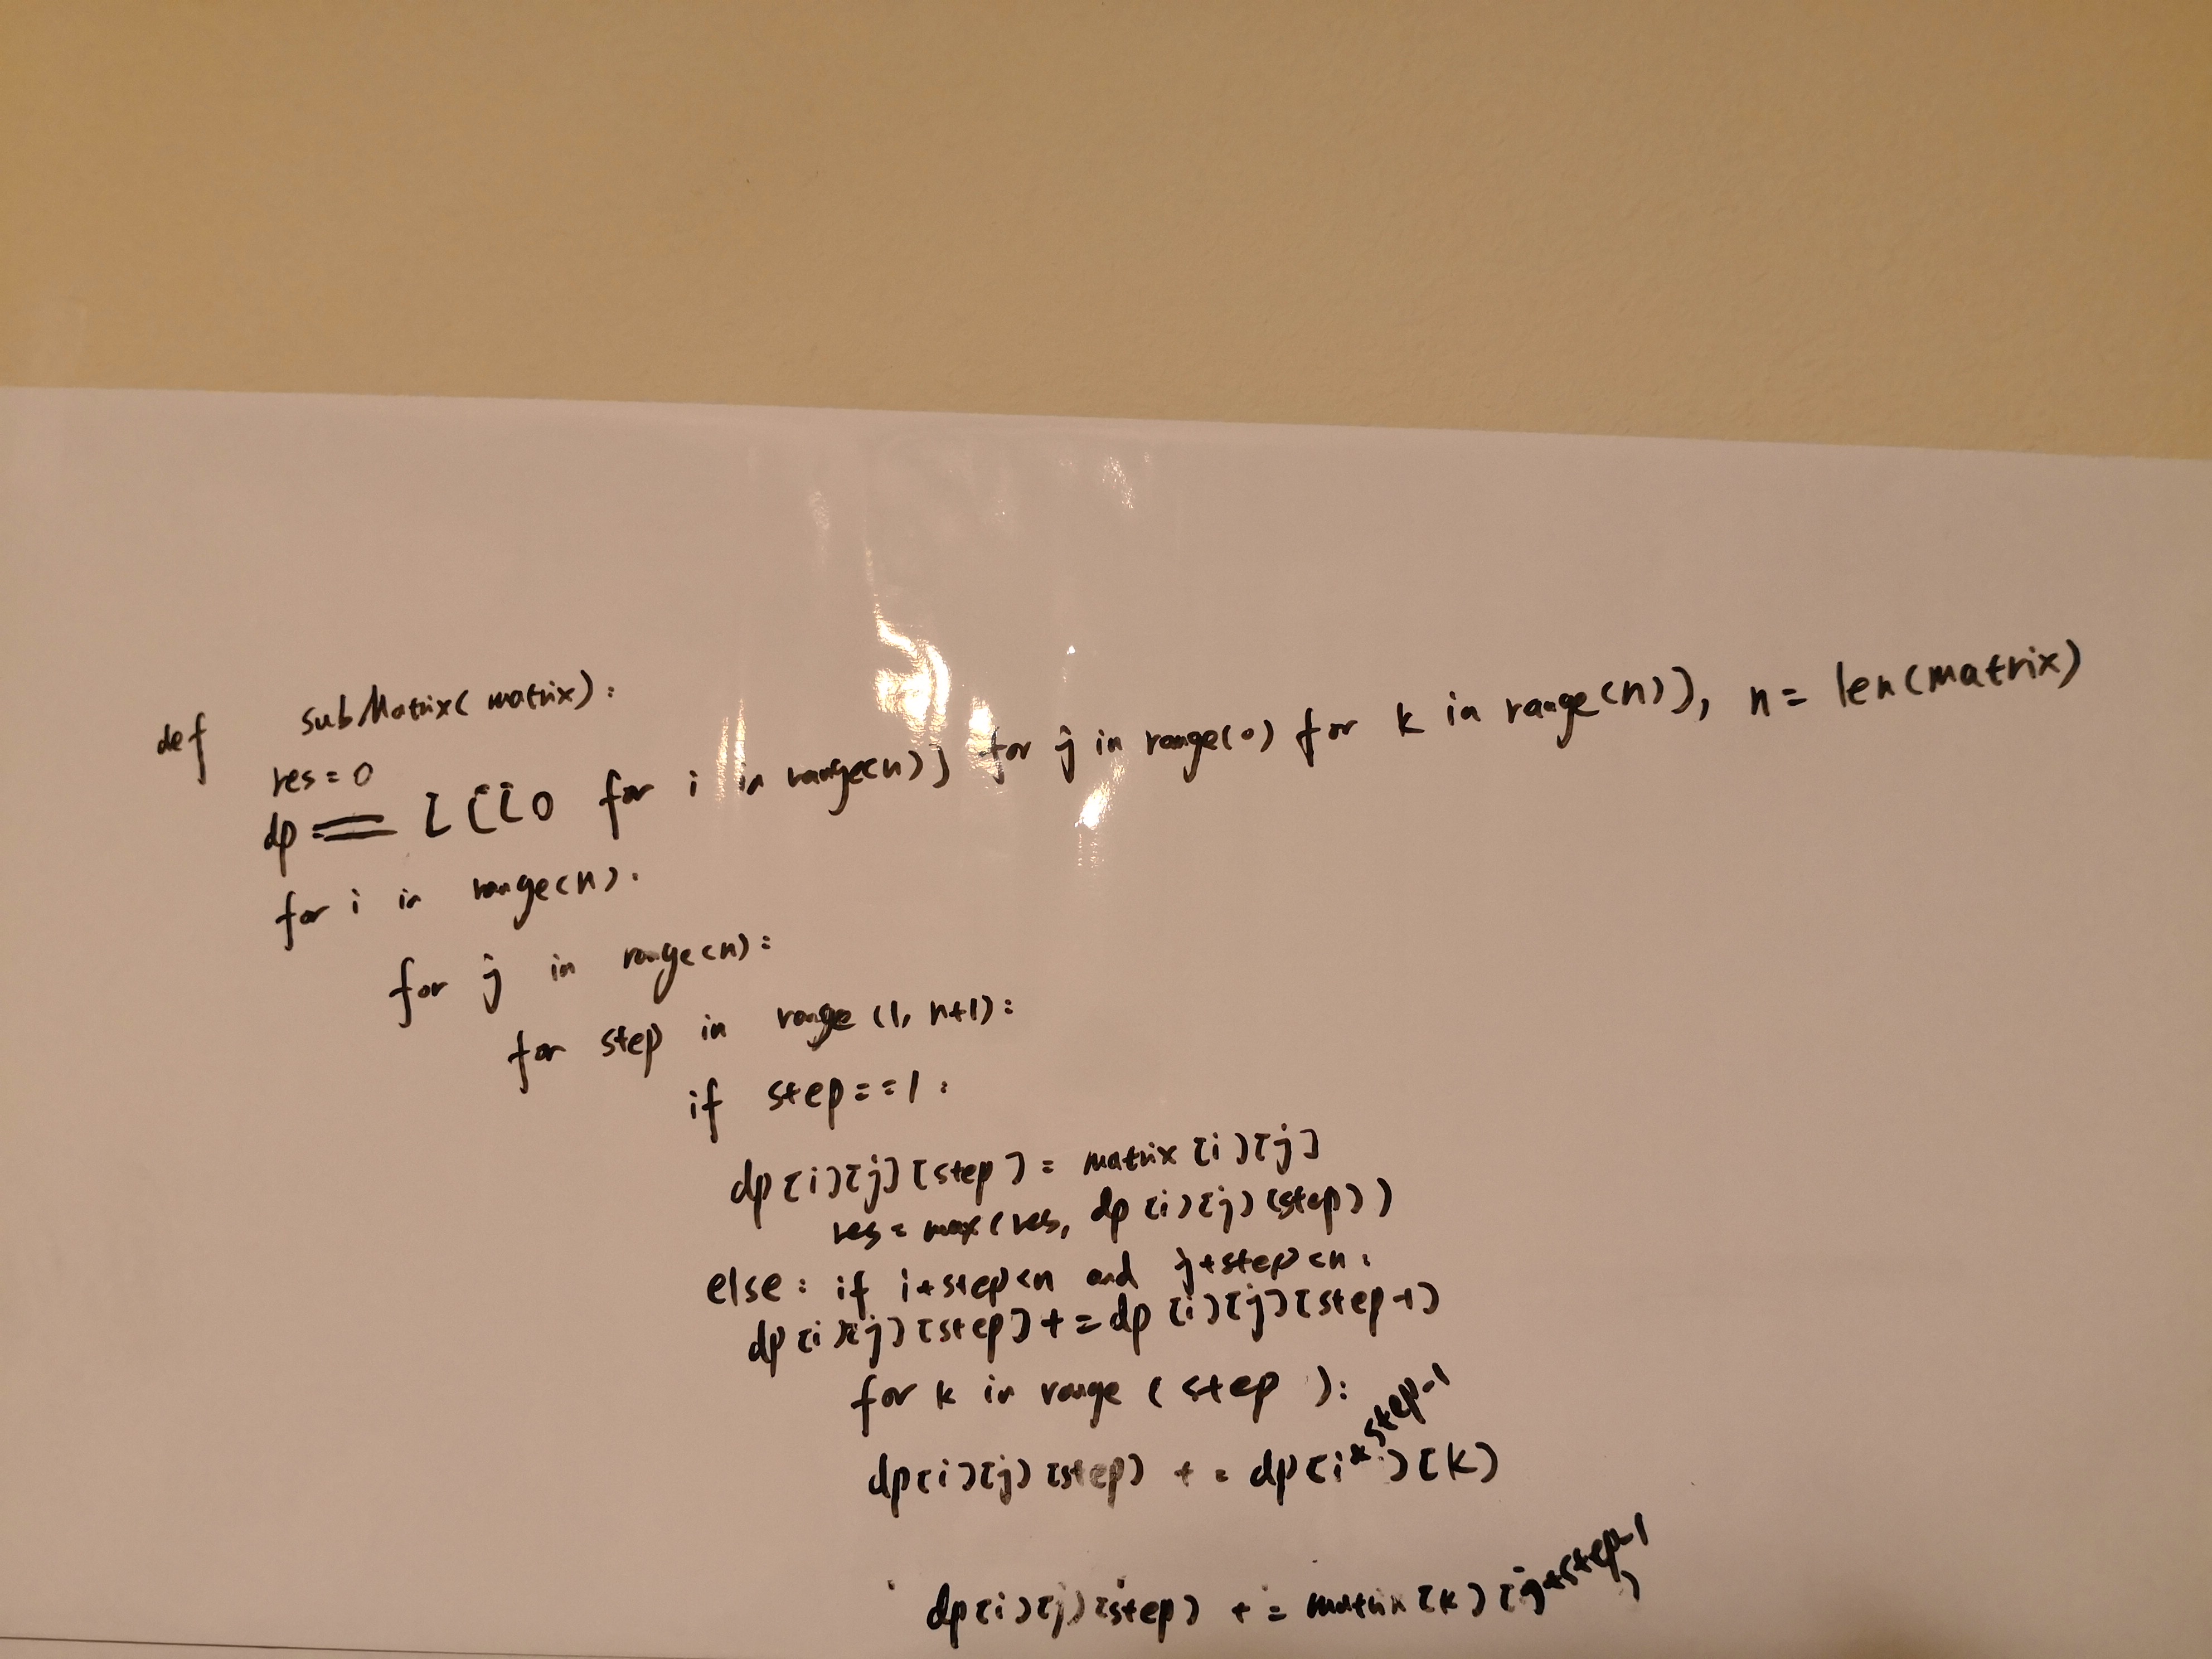 def subMatrix( matrix):
res=0
dp = [[[0 for i in range(n)] for j in range(0) for k in range(n)], n= len(matrix)
for i in range(n).
for j in range(n):
for step in range (1, n+1):
if step==1:
dp[i][j][step]= matrix[i][j]
res=max(res, dp[i][j][step])
else: if i+step<n and j+step<n:
dp[i][j][step]+=dp[i][j][step-1]
for k in range (step ):
dp[i][j][step] += dp[i+step-1][k]
dp[i][j][step] += matrix[k][j+step-1]